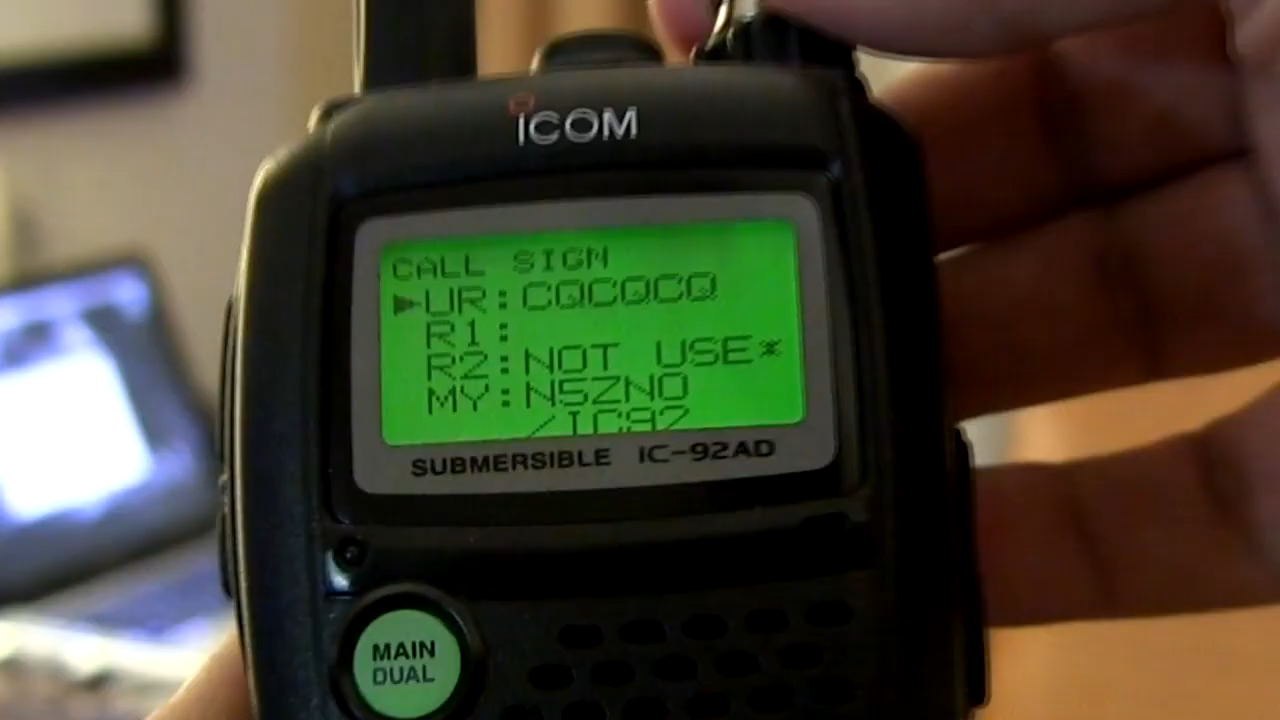 iCOM
CALL SIGN
UR:CQCQCQ
R1:
R2:NOT USE*
MY:N5ZNO
/IC92
SUBMERSIBLE IC-92AD
MAIN
DUAL